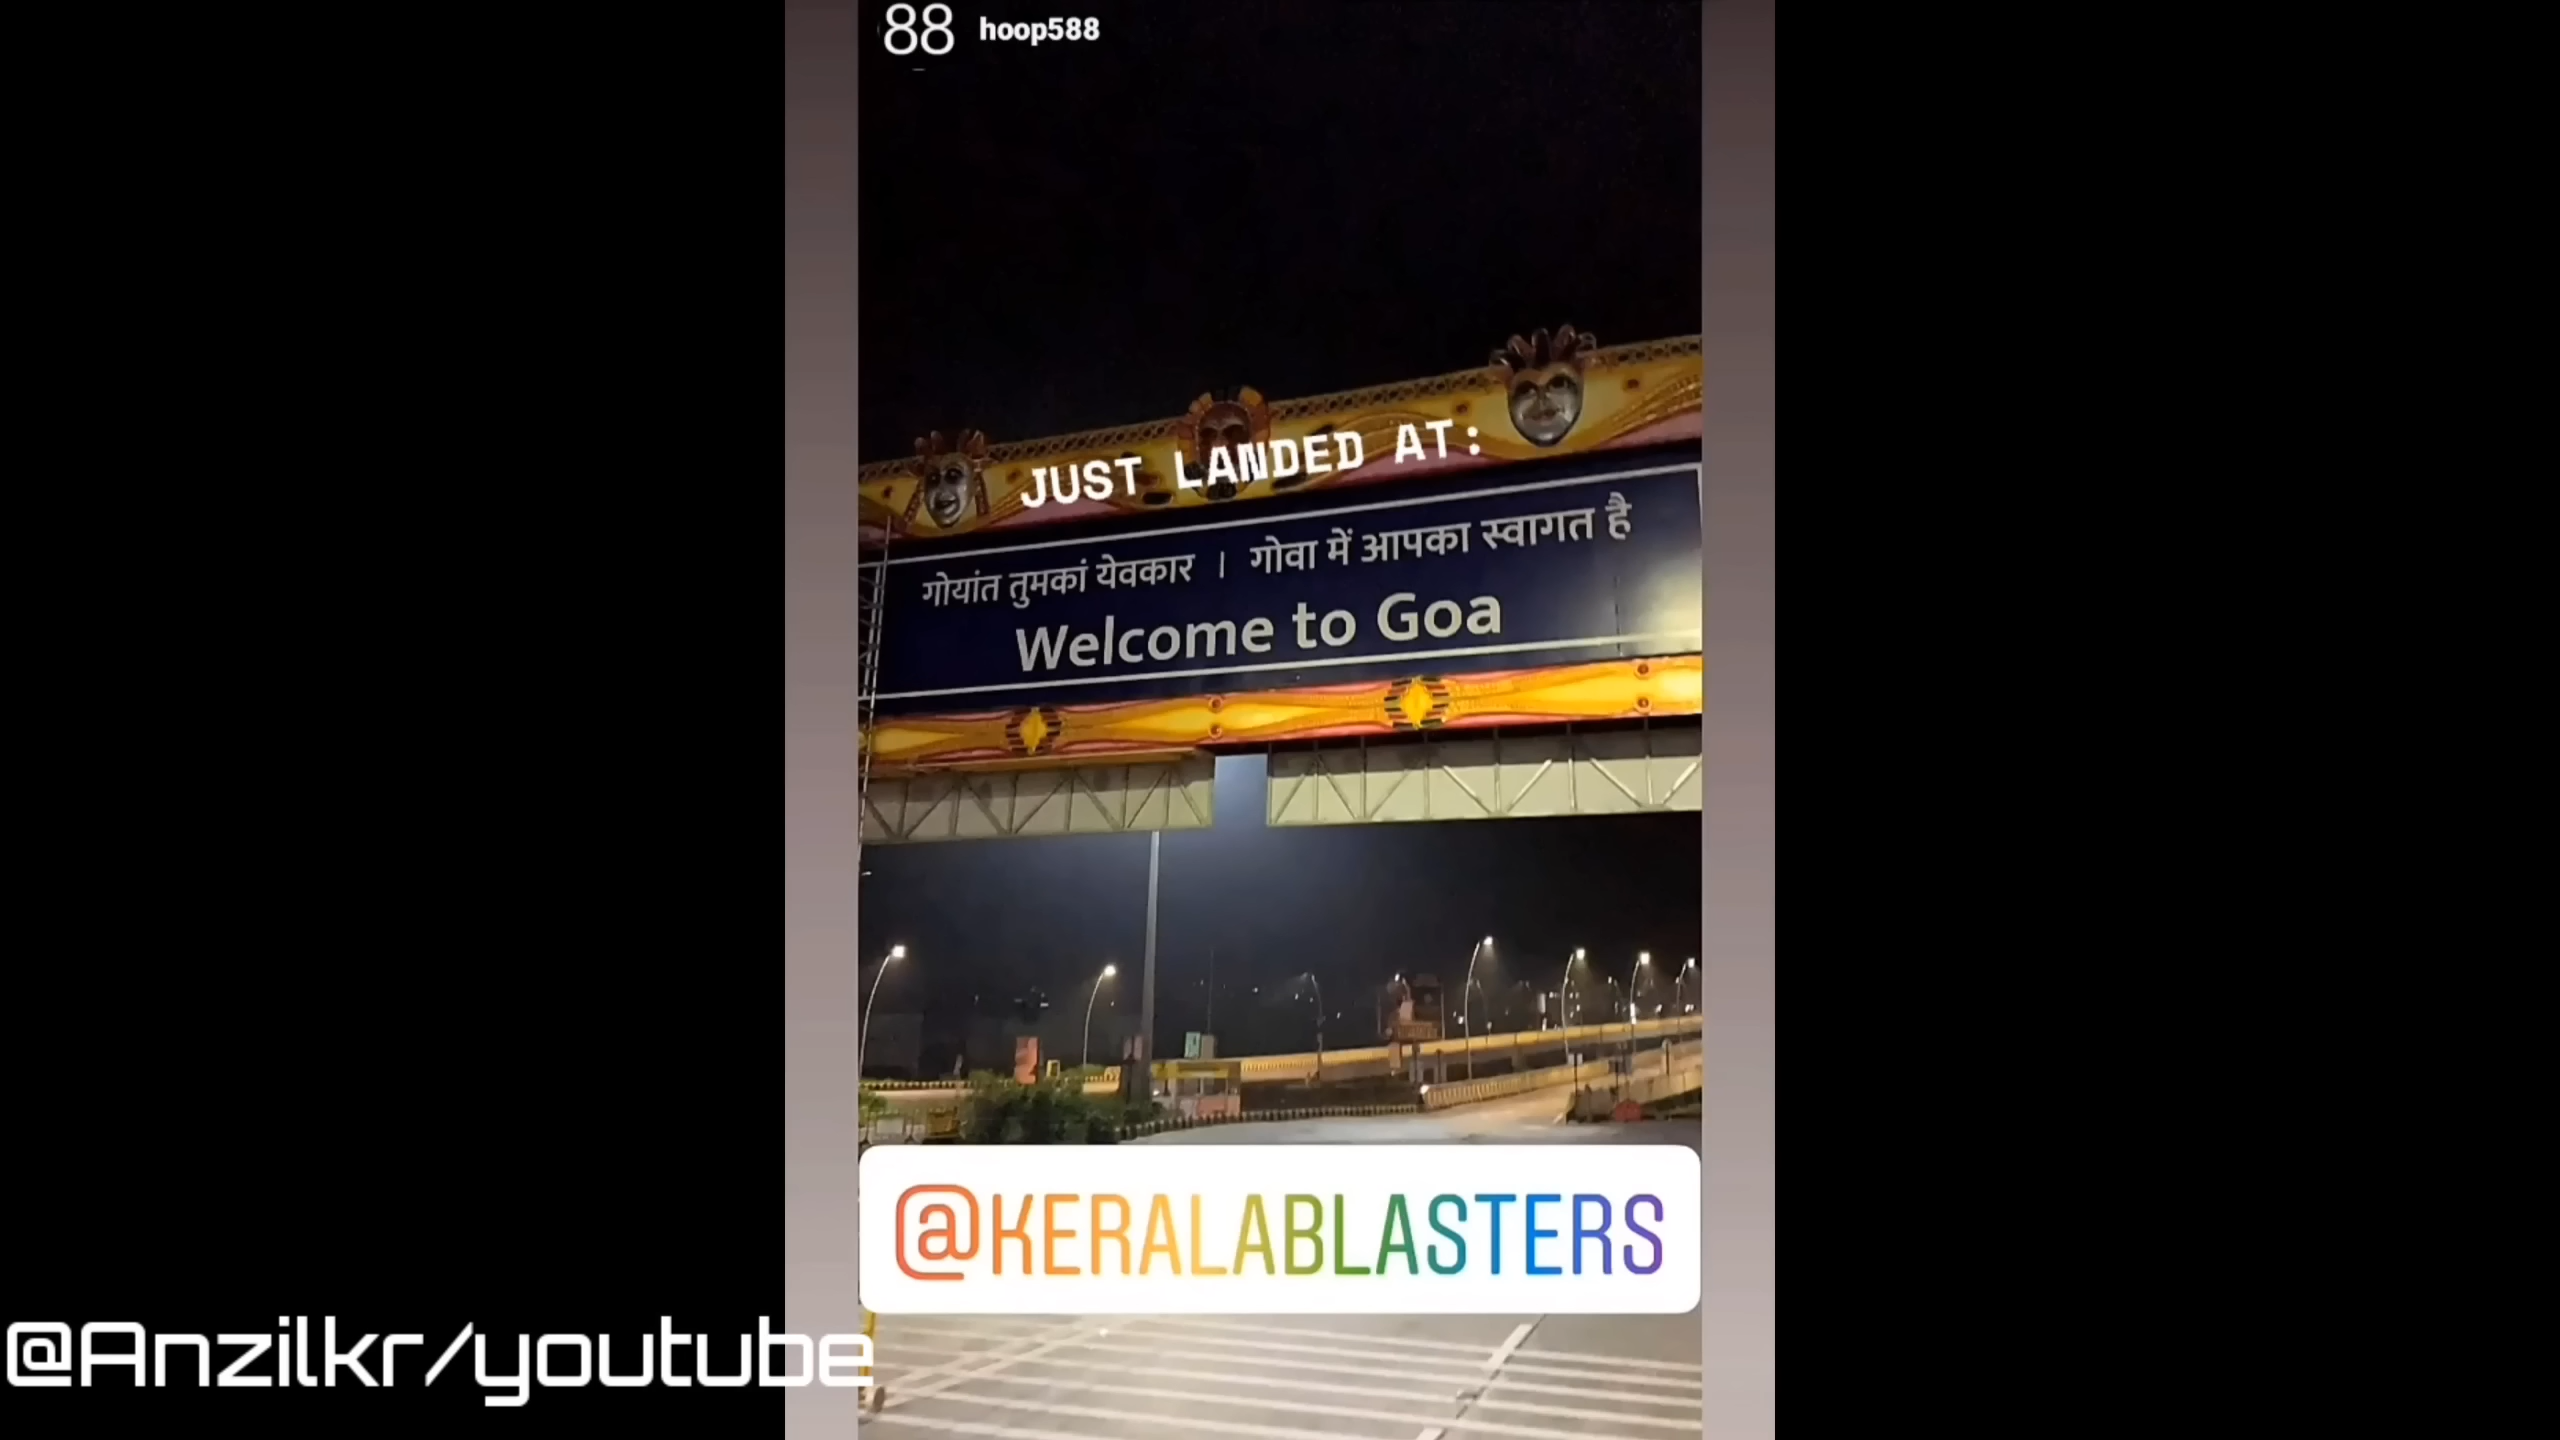 88 hoop588
JUST LANDED AT:
गोयांत तुमकां येवकार | गोवा में आपका स्वागत है
Welcome to Goa
@KERALABLASTERS
@Anzilkr/youtube